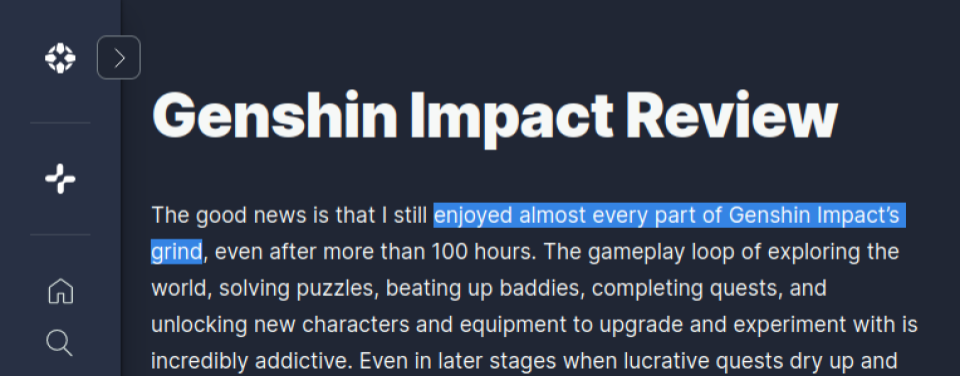 Genshin Impact Review
The good news is that I still enjoyed almost every part of Genshin Impact’s
grind, even after more than 100 hours. The gameplay loop of exploring the
world, solving puzzles, beating up baddies, completing quests, and
unlocking new characters and equipment to upgrade and experiment with is
incredibly addictive. Even in later stages when lucrative quests dry up and